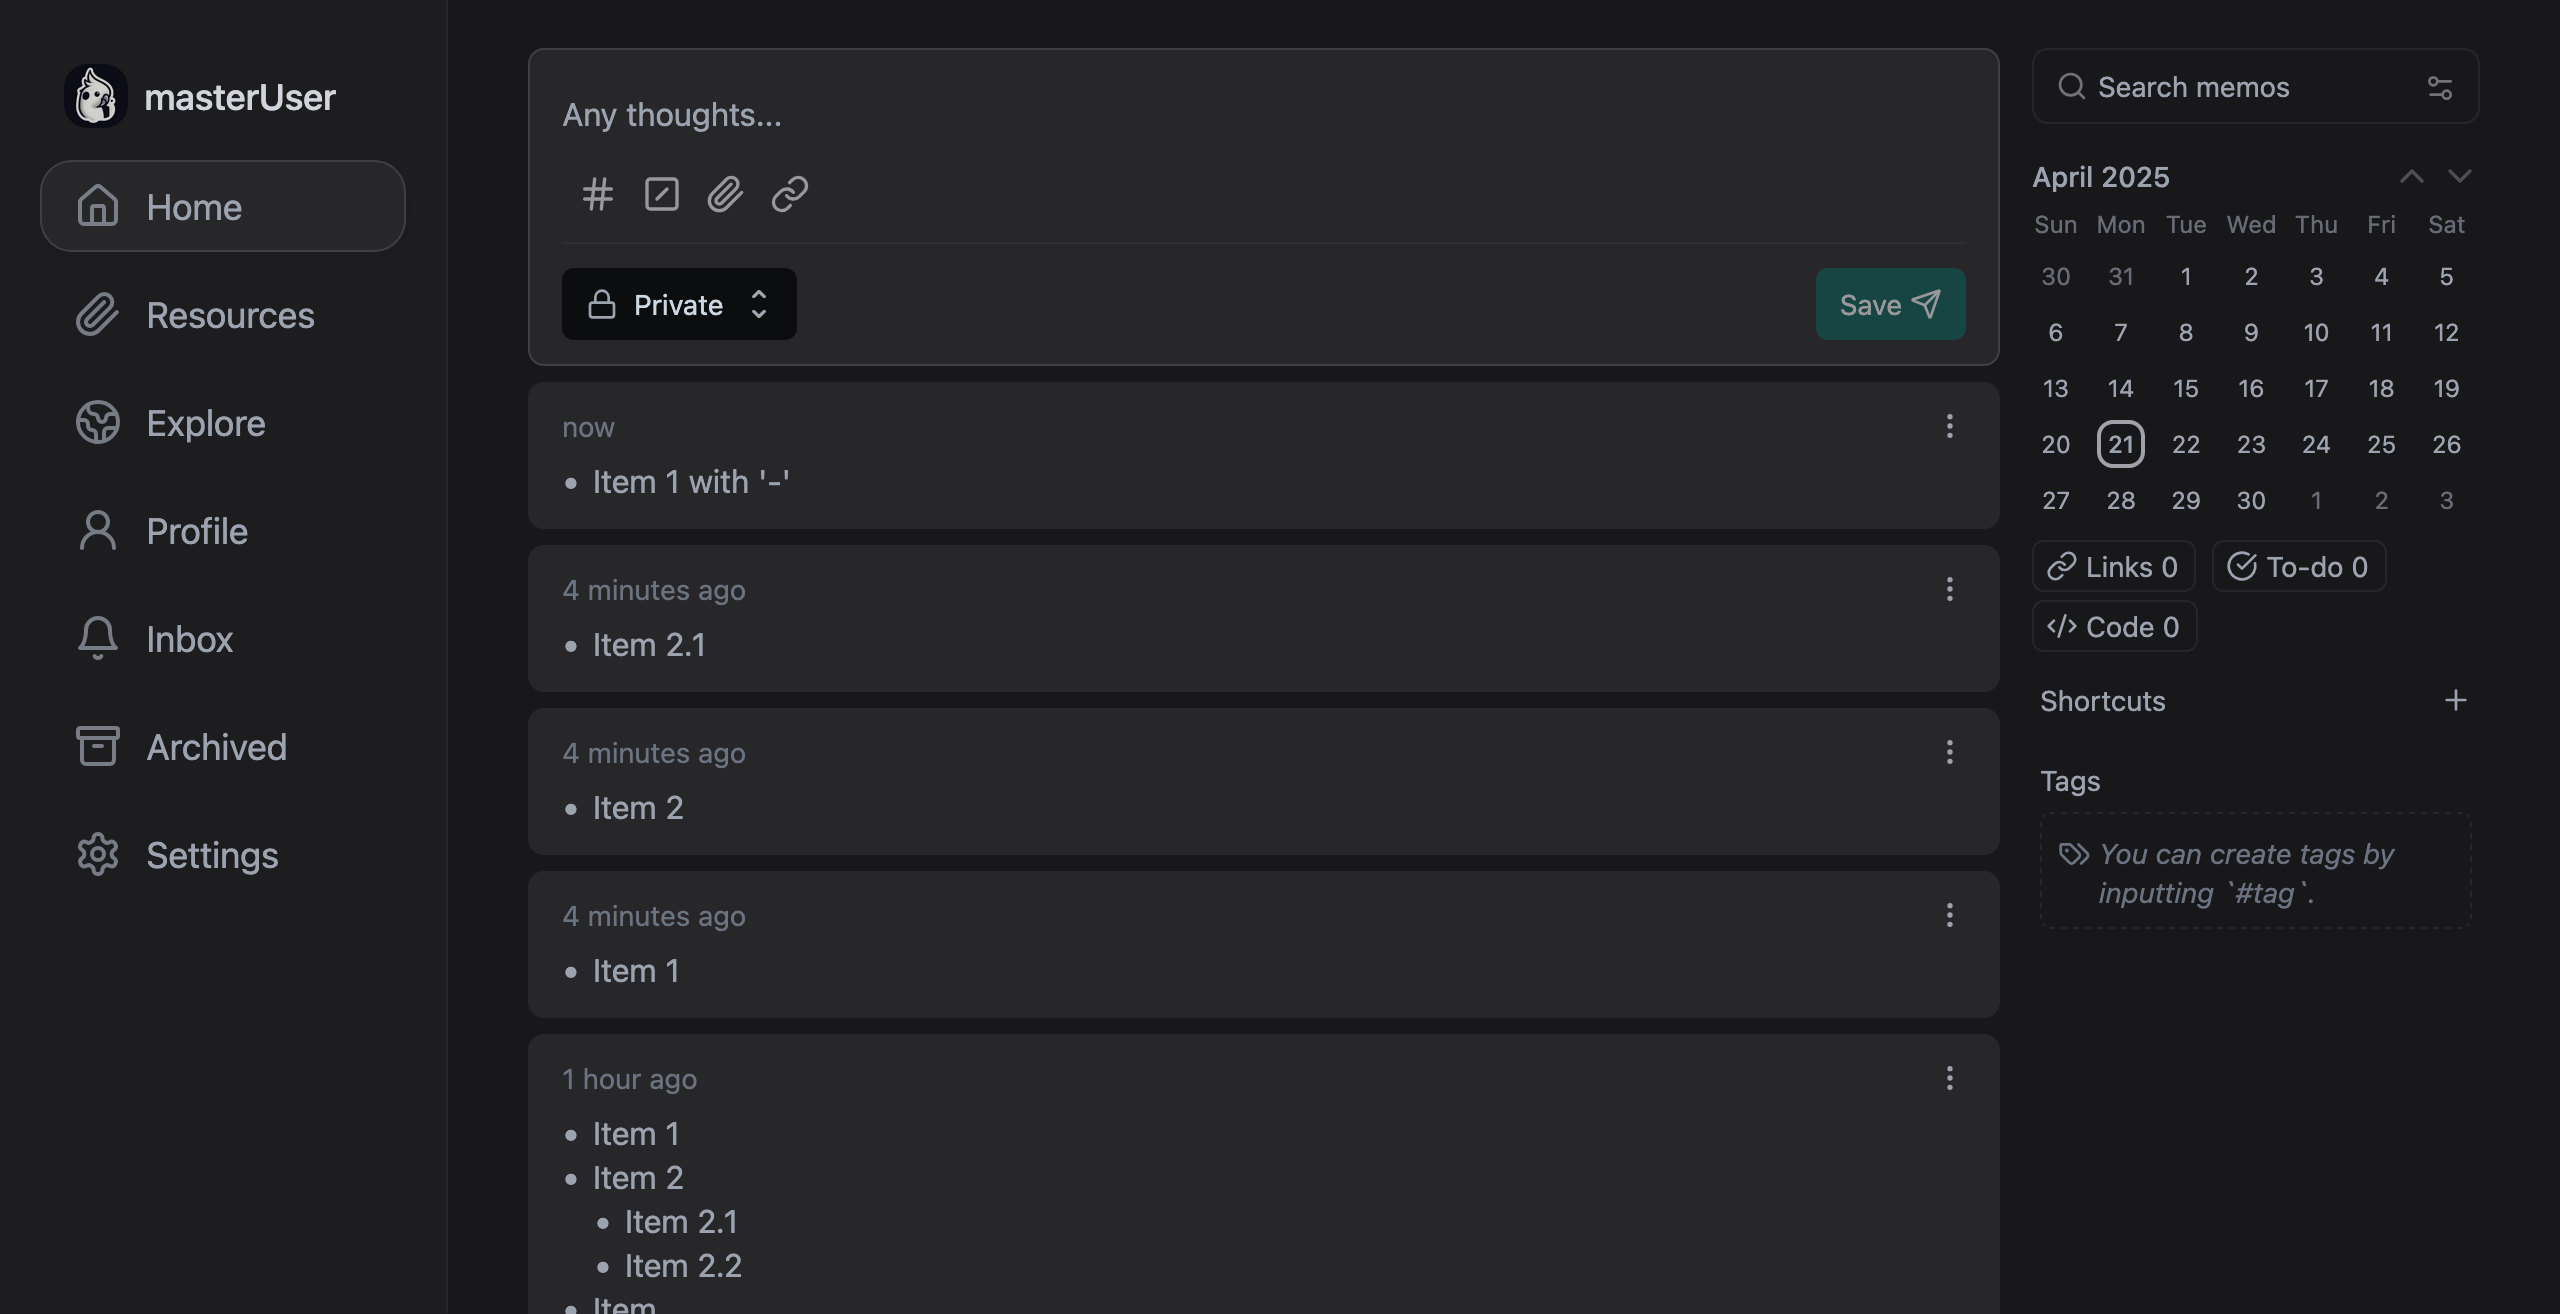 masterUser
Home
Resources
Explore
Profile
Inbox
Archived
Settings
Any thoughts...
Private
Save
now
• Item 1 with '-'
4 minutes ago
• Item 2.1
4 minutes ago
• Item 2
4 minutes ago
• Item 1
1 hour ago
• Item 1
• Item 2
• Item 2.1
• Item 2.2
• Item
Search memos
April 2025
Sun Mon Tue Wed Thu Fri Sat
30 31 1 2 3 4 5
6 7 8 9 10 11 12
13 14 15 16 17 18 19
20 21 22 23 24 25 26
27 28 29 30 1 2 3
Links 0 To-do 0
</> Code 0
Shortcuts +
Tags
You can create tags by
inputting `#tag`.